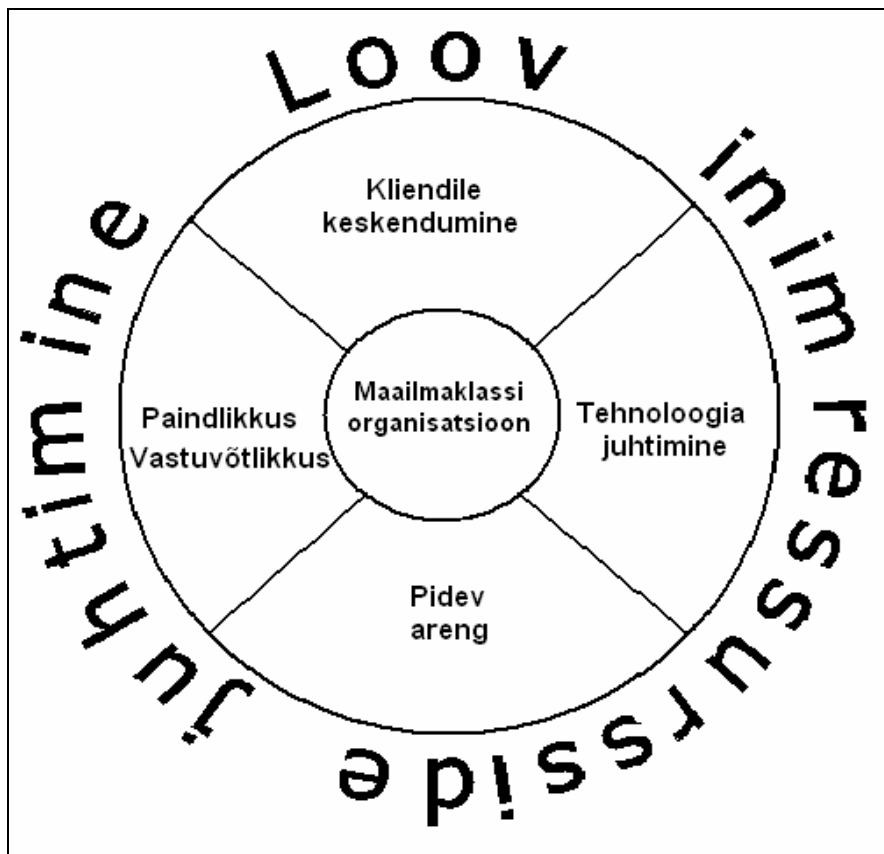 Loov inimressursside juhtimine
Kliendile
keskendumine
Maailmaklassi
organisatsioon
Paindlikkus
Vastuvõtlikkus
Tehnoloogia
juhtimine
Pidev
areng